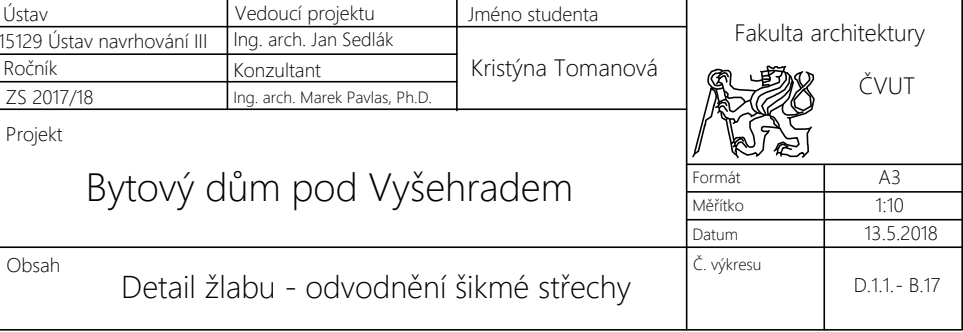 Ústav
Vedoucí projektu
Jméno studenta
15129 Ústav navrhování III
Ing. arch. Jan Sedlák
Kristýna Tomanová
Ročník
Konzultant
ZS 2017/18
Ing. arch. Marek Pavlas, Ph.D.
Fakulta architektury
ČVUT
Projekt
Bytový dům pod Vyšehradem
Formát
A3
Měřítko
1:10
Datum
13.5.2018
Obsah
Detail žlabu - odvodnění šikmé střechy
Č. výkresu
D.1.1.- B.17